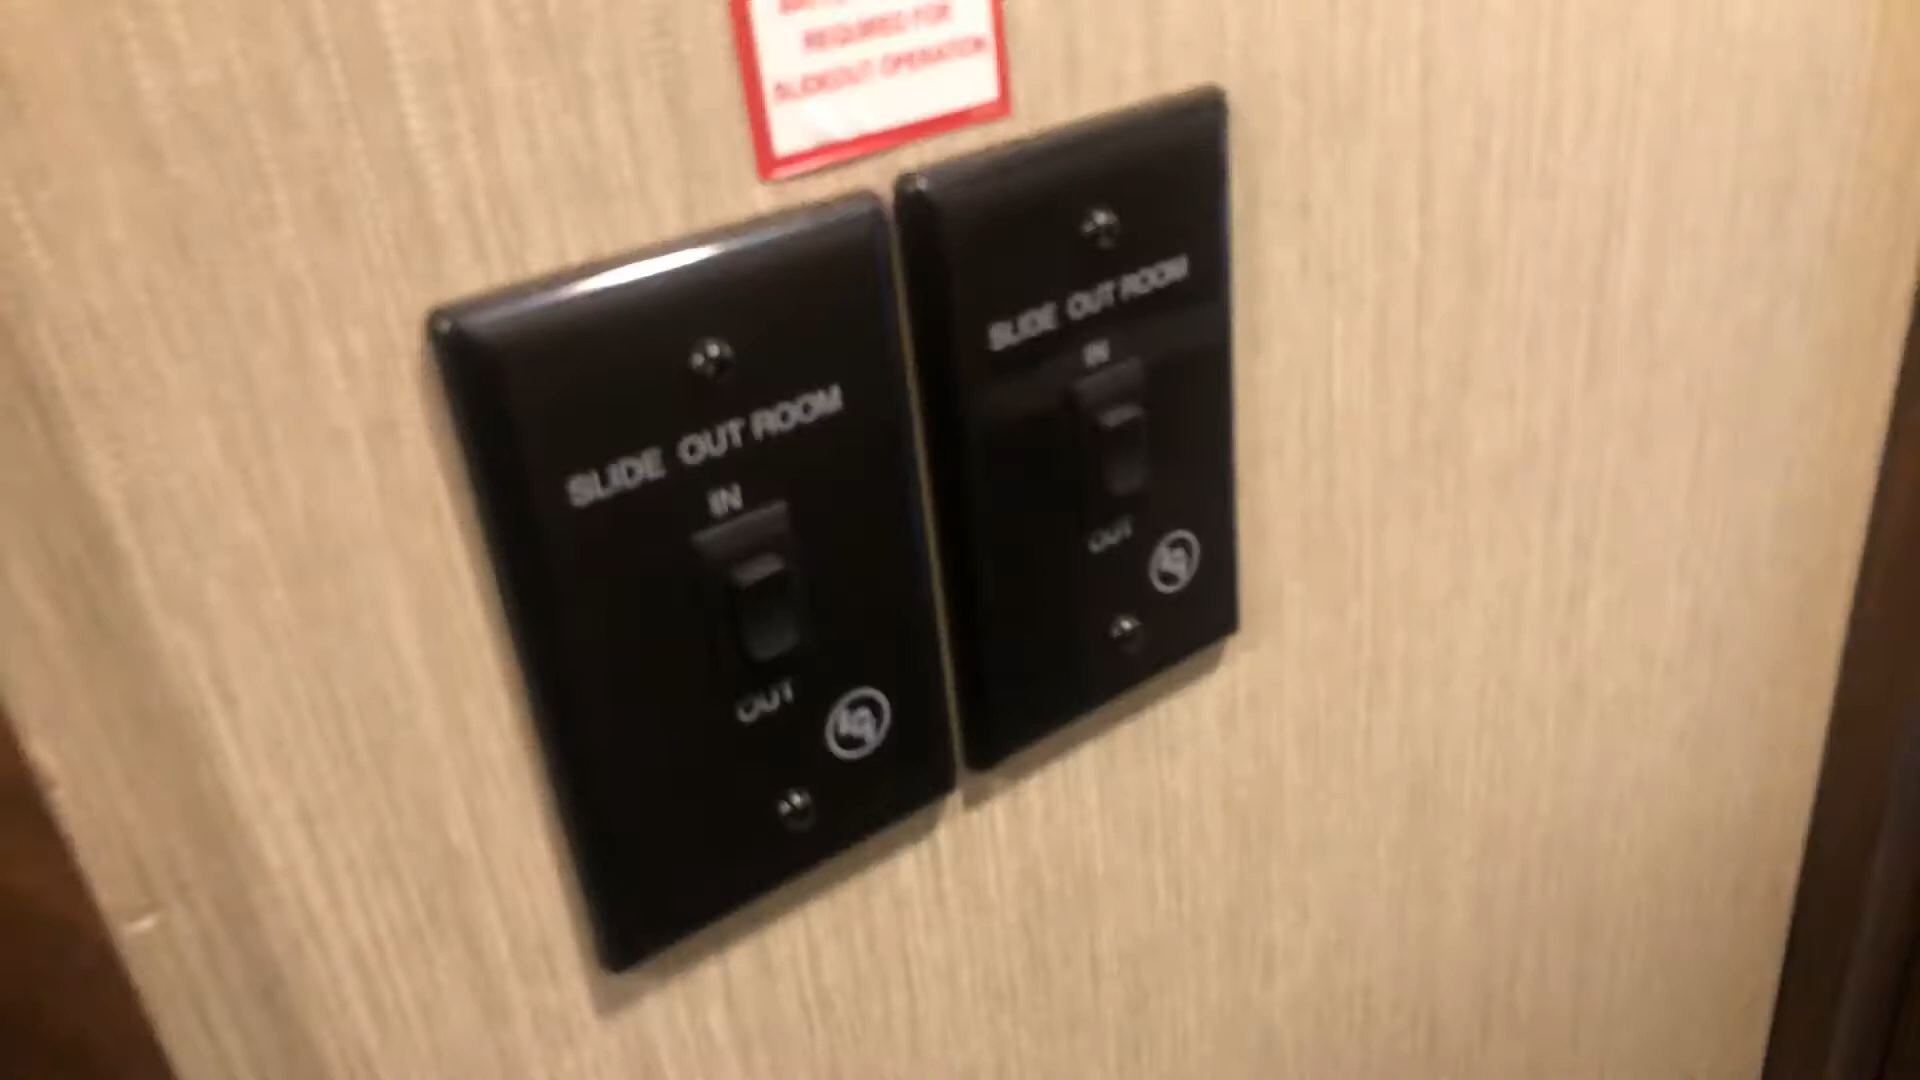 REQUIRED FOR
SLIDEOUT OPERATION
SLIDE OUT ROOM
IN
OUT
SLIDE OUT ROOM
IN
OUT